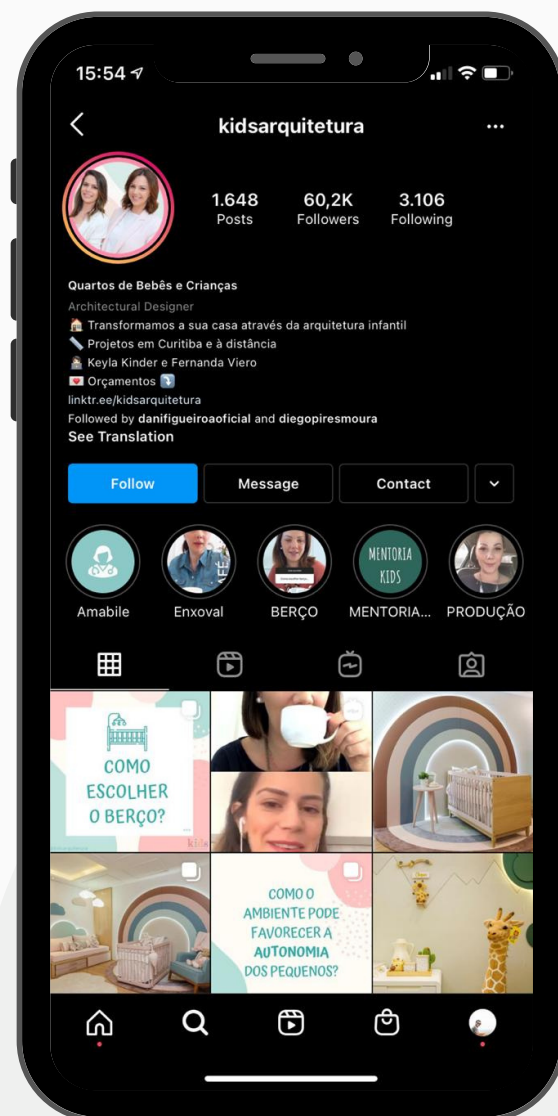 15:54
kidsarquitetura
1.648 60,2K 3.106
Posts Followers Following
Quartos de Bebês e Crianças
Architectural Designer
Transformamos a sua casa através da arquitetura infantil
Projetos em Curitiba e à distância
Keyla Kinder e Fernanda Viero
Orçamentos
linktr.ee/kidsarquitetura
Followed by danifigueiroaoficial and diegopiresmoura
See Translation
Follow Message Contact
MENTORIA
KIDS
Amabile Enxoval BERÇO MENTORIA... PRODUÇÃO
COMO
ESCOLHER
O BERÇO?
kids
COMO O
AMBIENTE PODE
FAVORECER A
AUTONOMIA
DOS PEQUENOS?